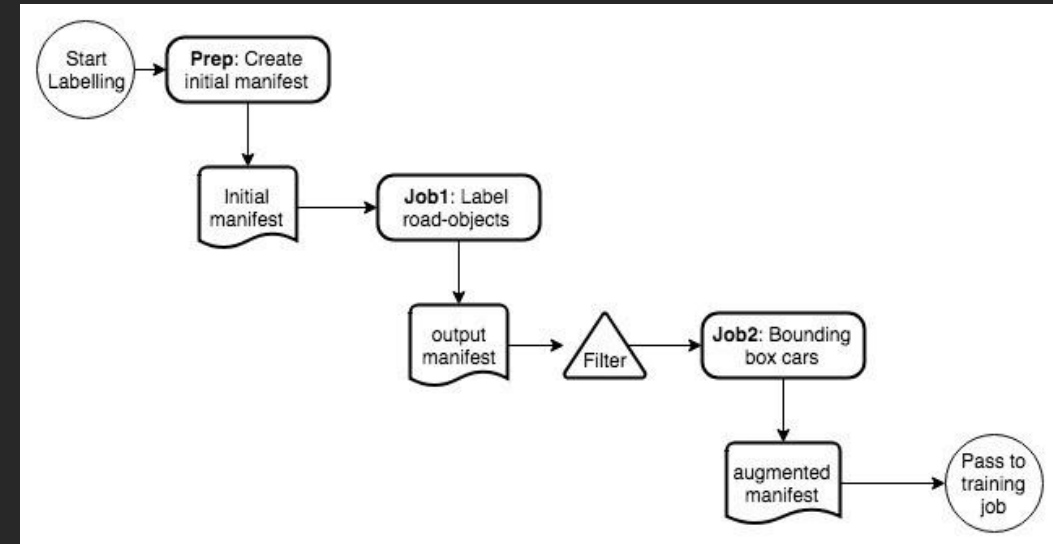 Start
Labelling
Prep: Create
initial manifest
Initial
manifest
Job1: Label
road-objects
output
manifest
Filter
Job2: Bounding
box cars
augmented
manifest
Pass to
training
job